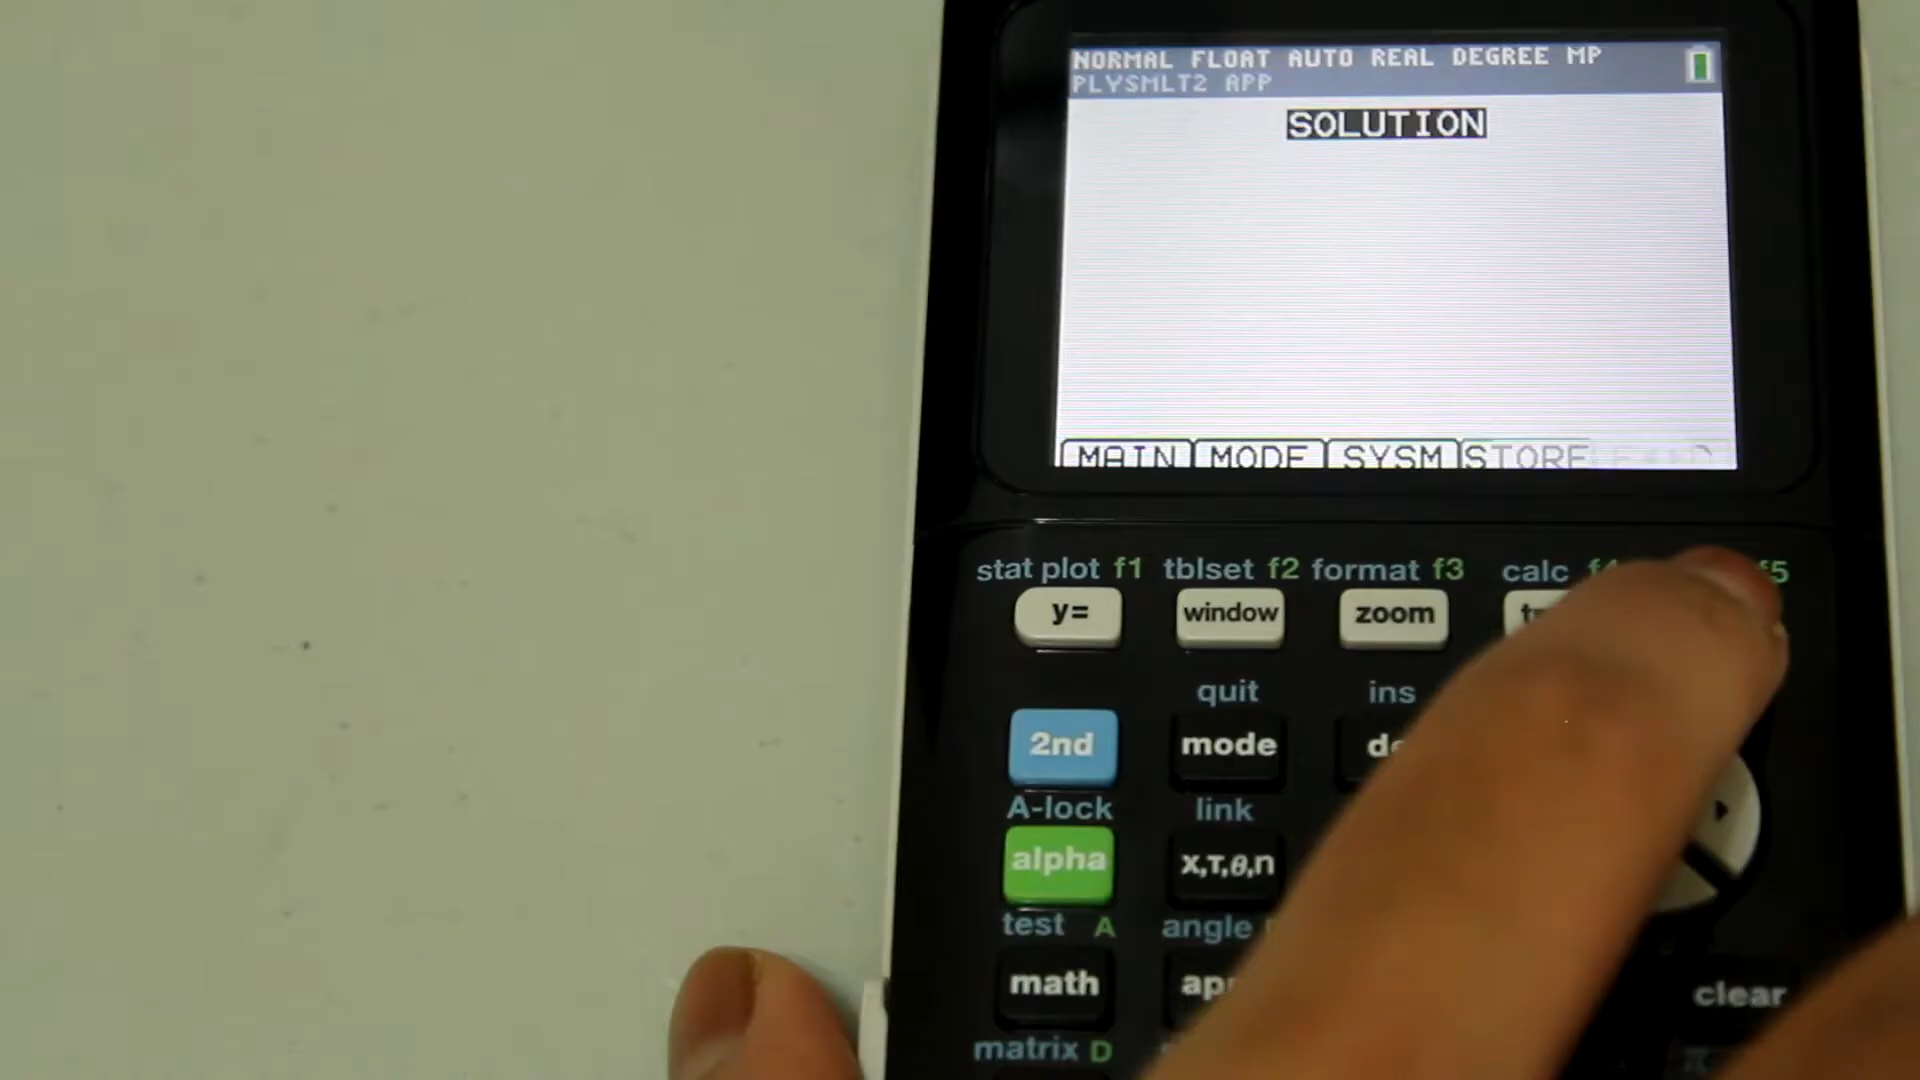 NORMAL FLOAT AUTO REAL DEGREE MP
PLYSMLT2 APP
SOLUTION
MAIN MODE SYSM STORE
stat plot f1 tblset f2 format f3 calc f5
y= window zoom
quit ins
2nd mode
A-lock link
alpha x,T,θ,n
test A angle
math
clear
matrix D
π